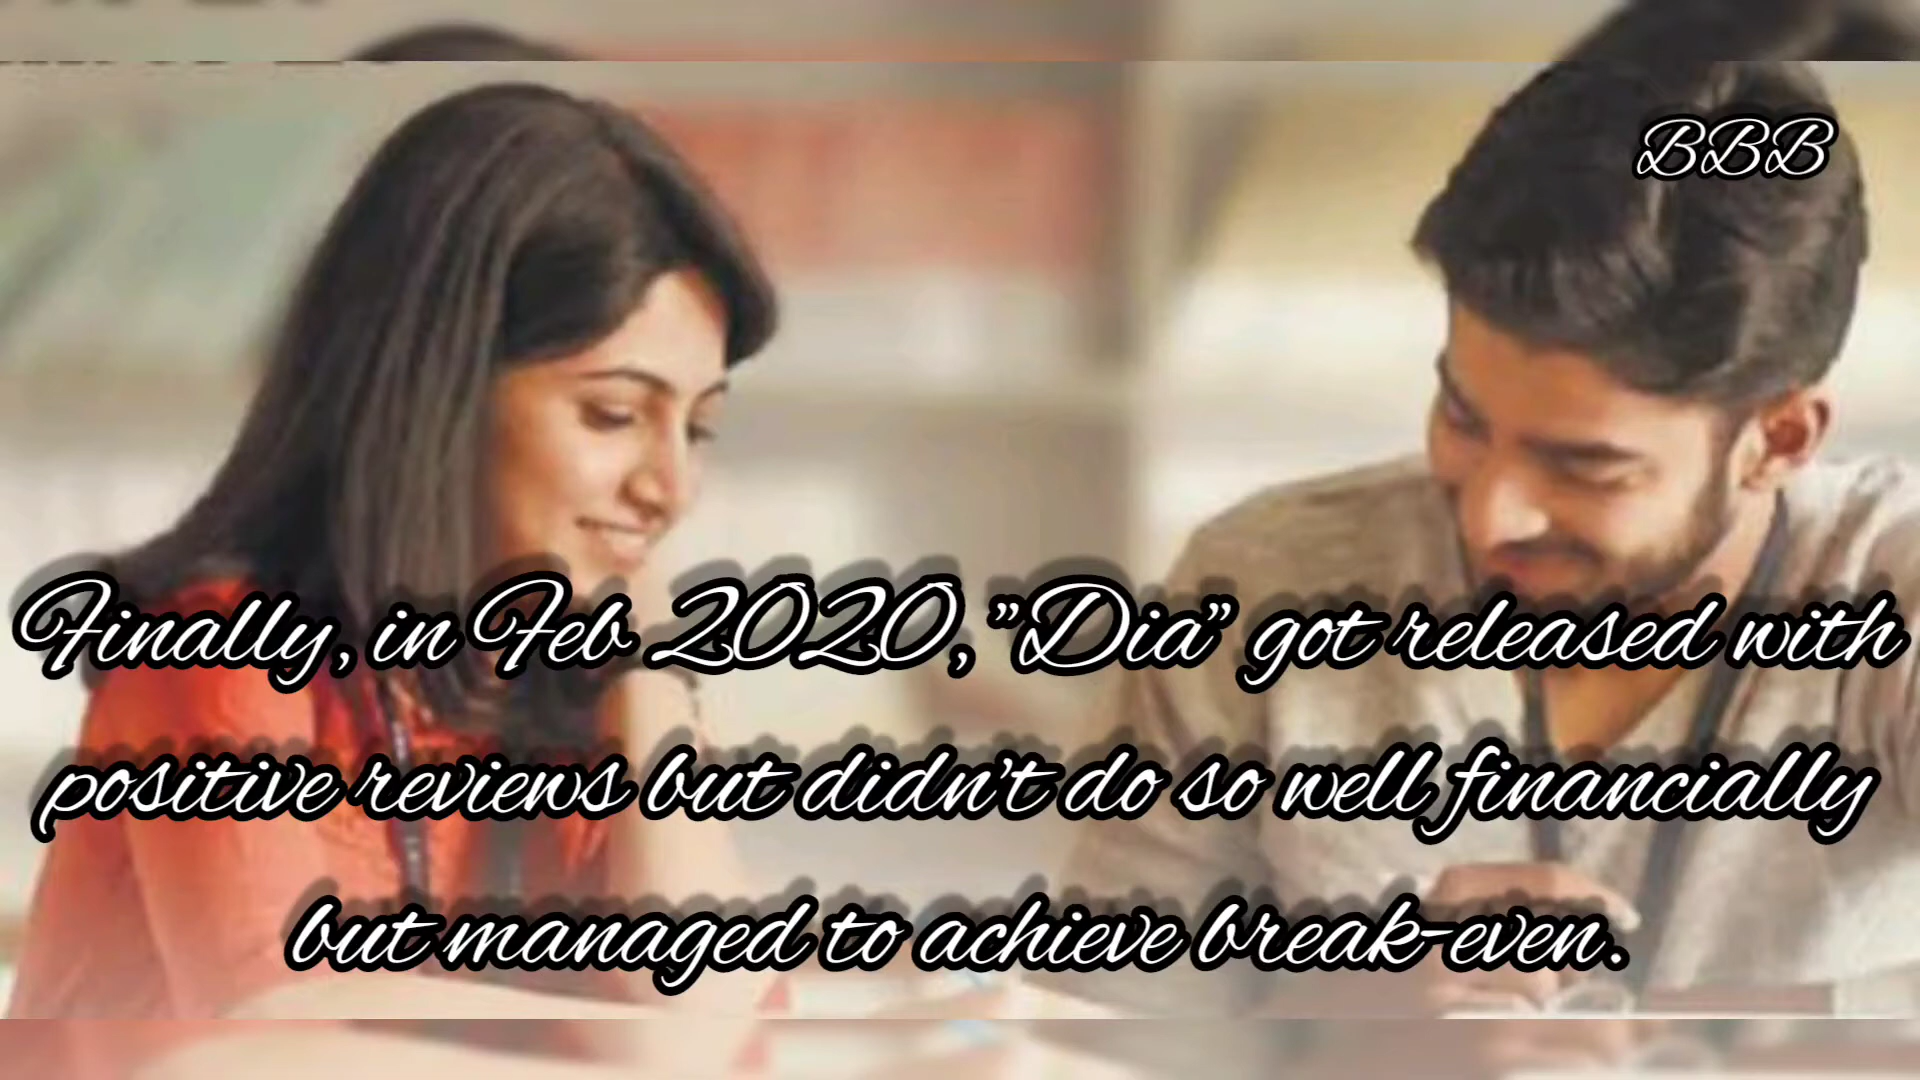 BBB
Finally, in Feb 2020, "Dia" got released with
positive reviews but didn't do so well financially
but managed to achieve break-even.